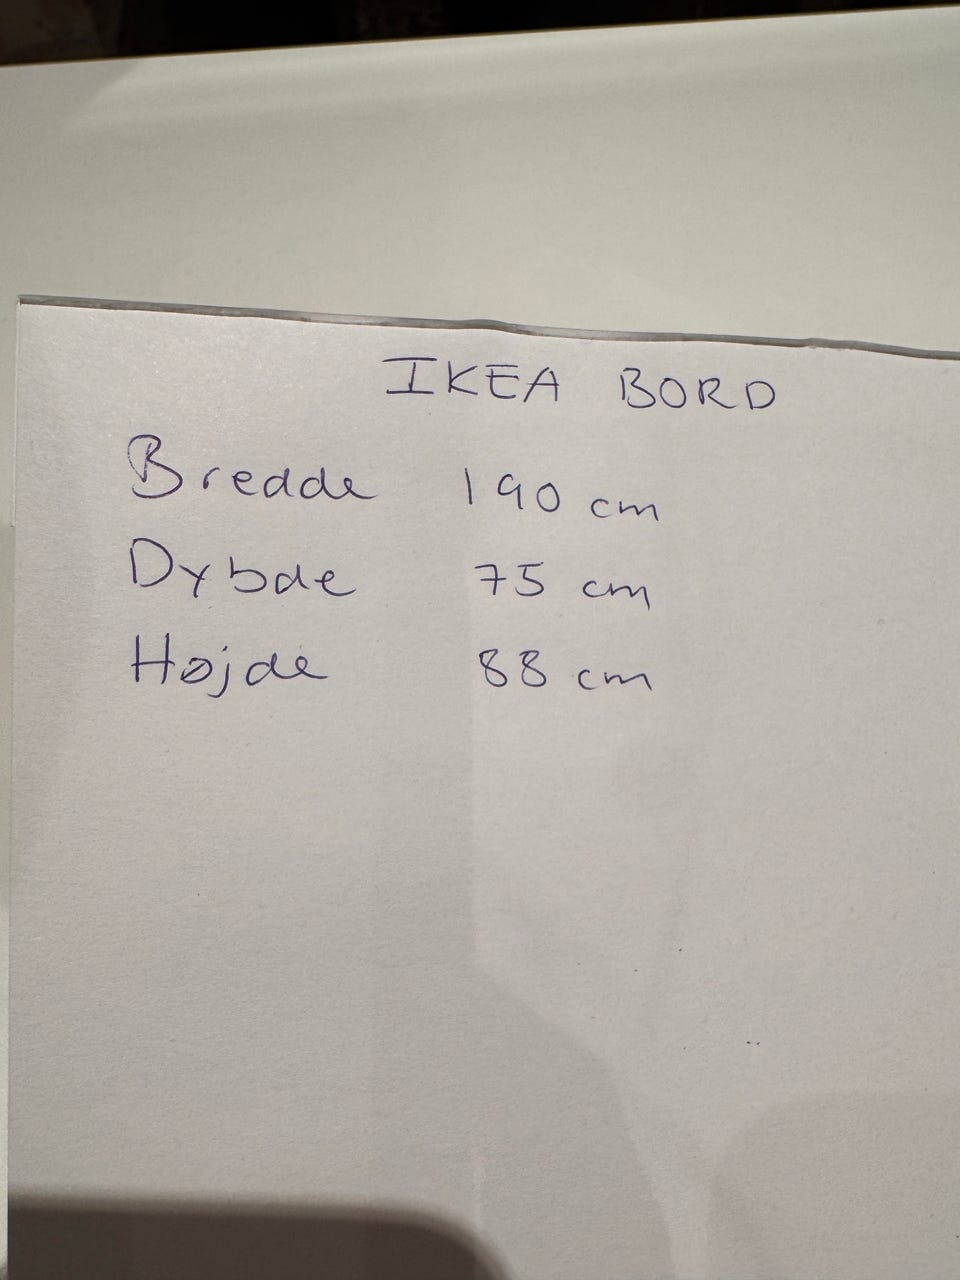 IKEA BORD
Bredde 190 cm
Dybde 75 cm
Højde 88 cm